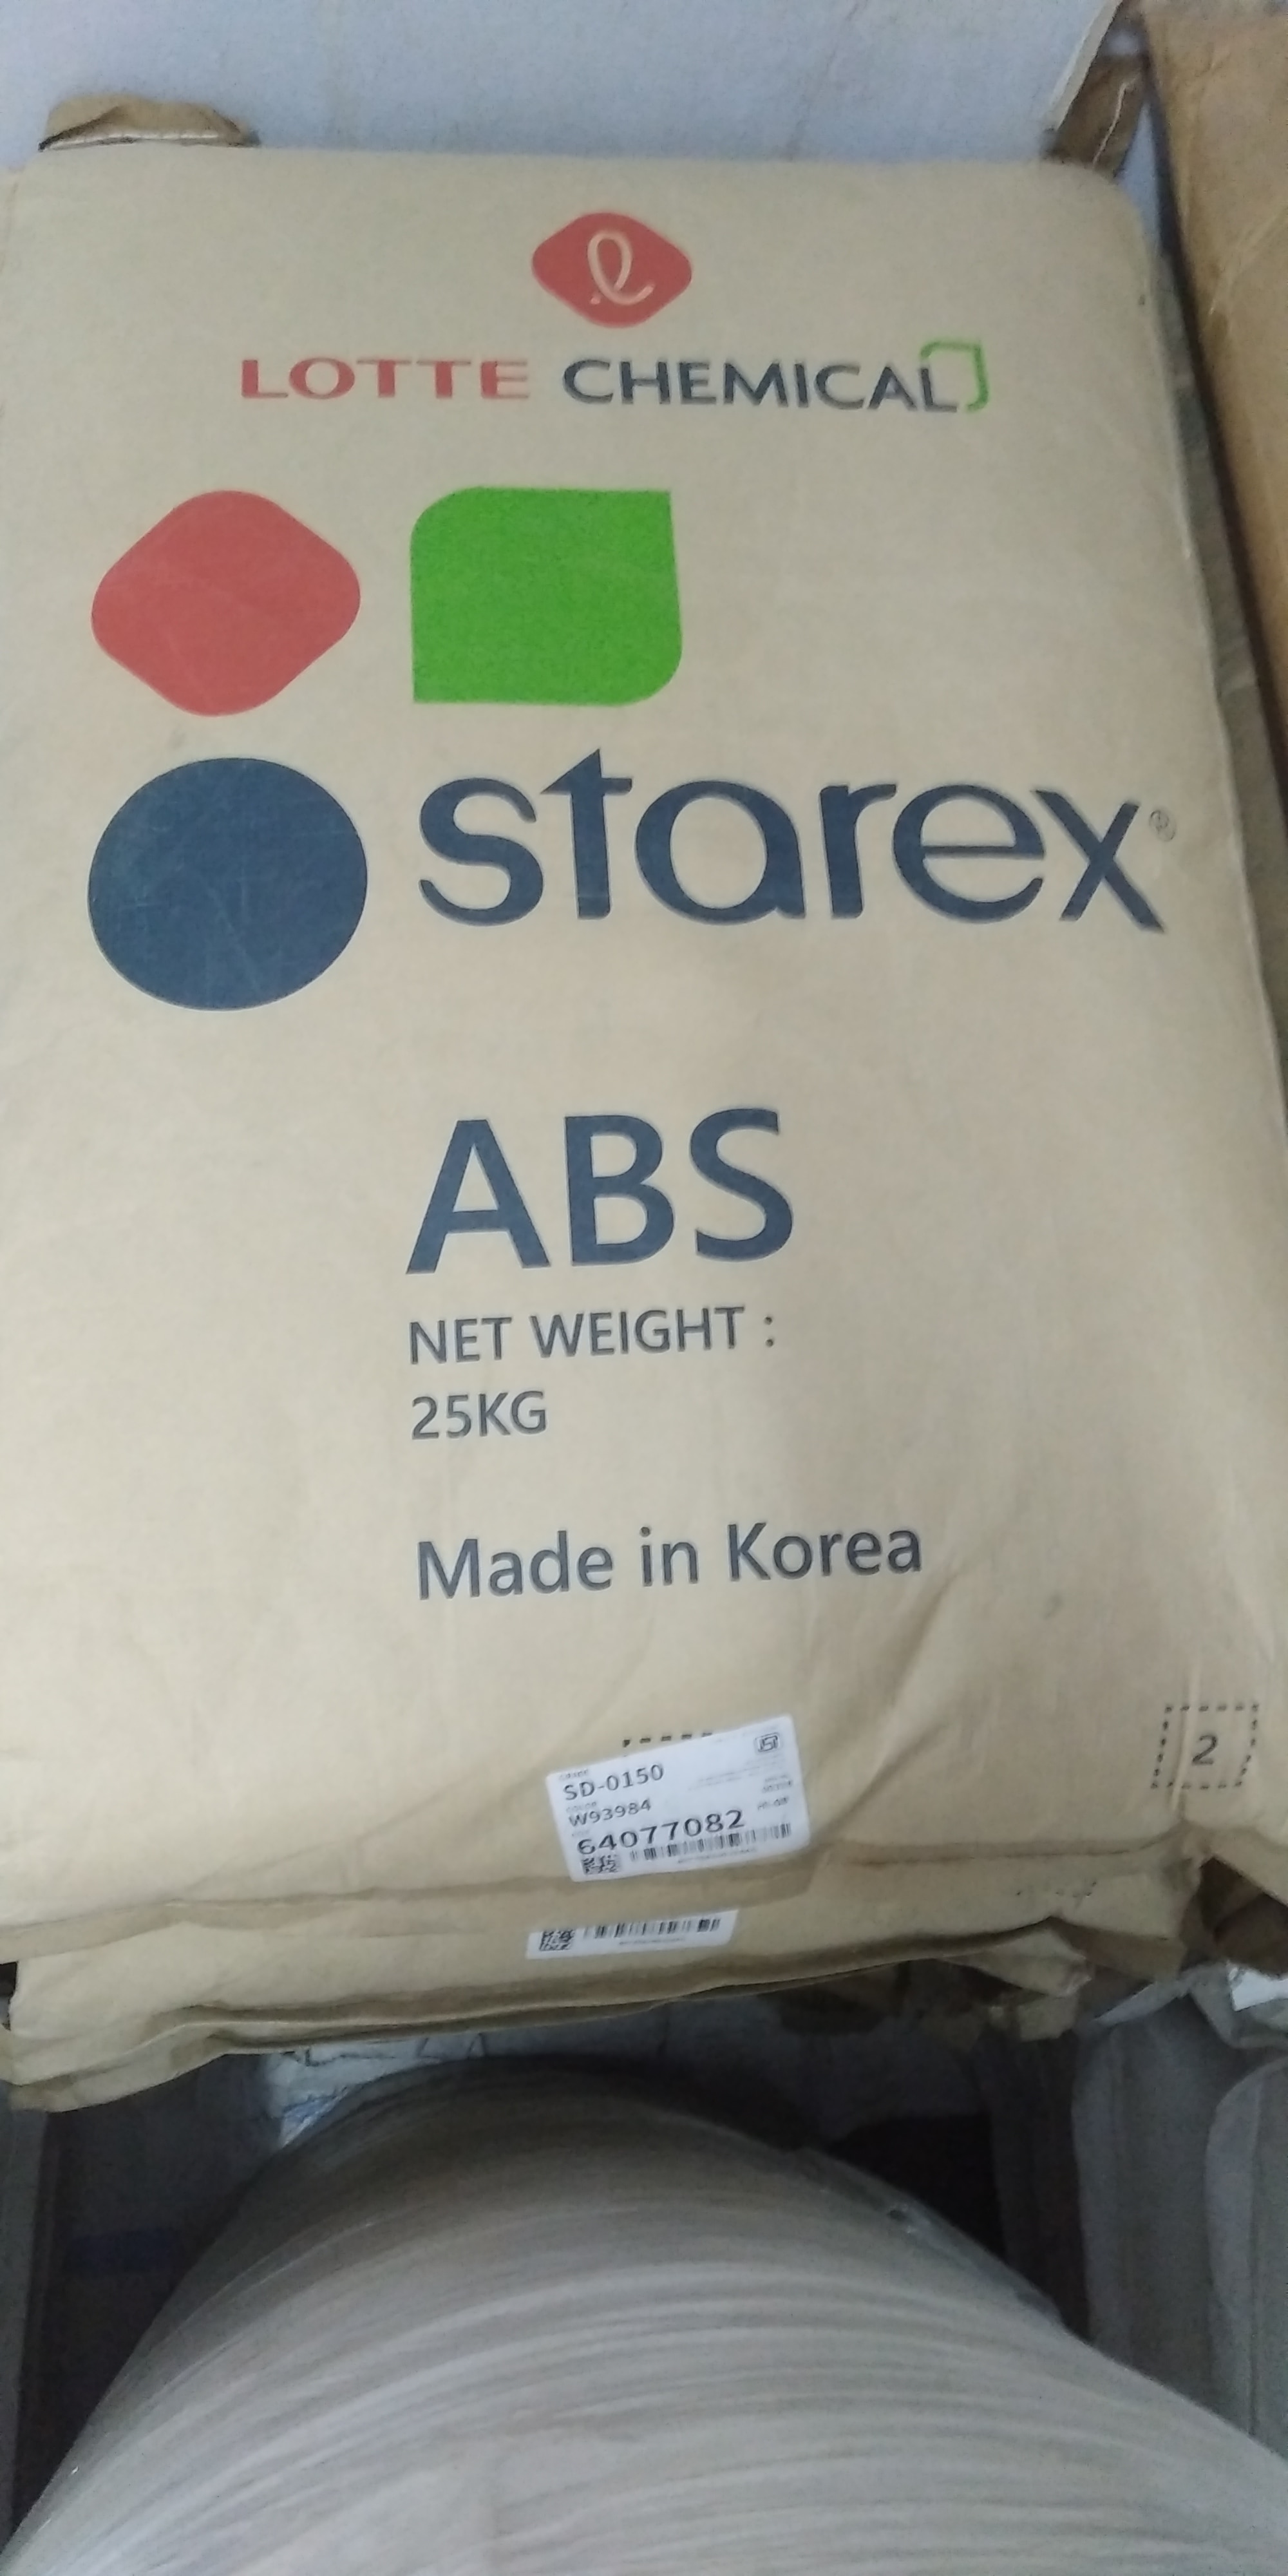 LOTTE CHEMICAL
starex®
ABS
NET WEIGHT :
25KG
Made in Korea
2
SD-0150
W93984
64077082